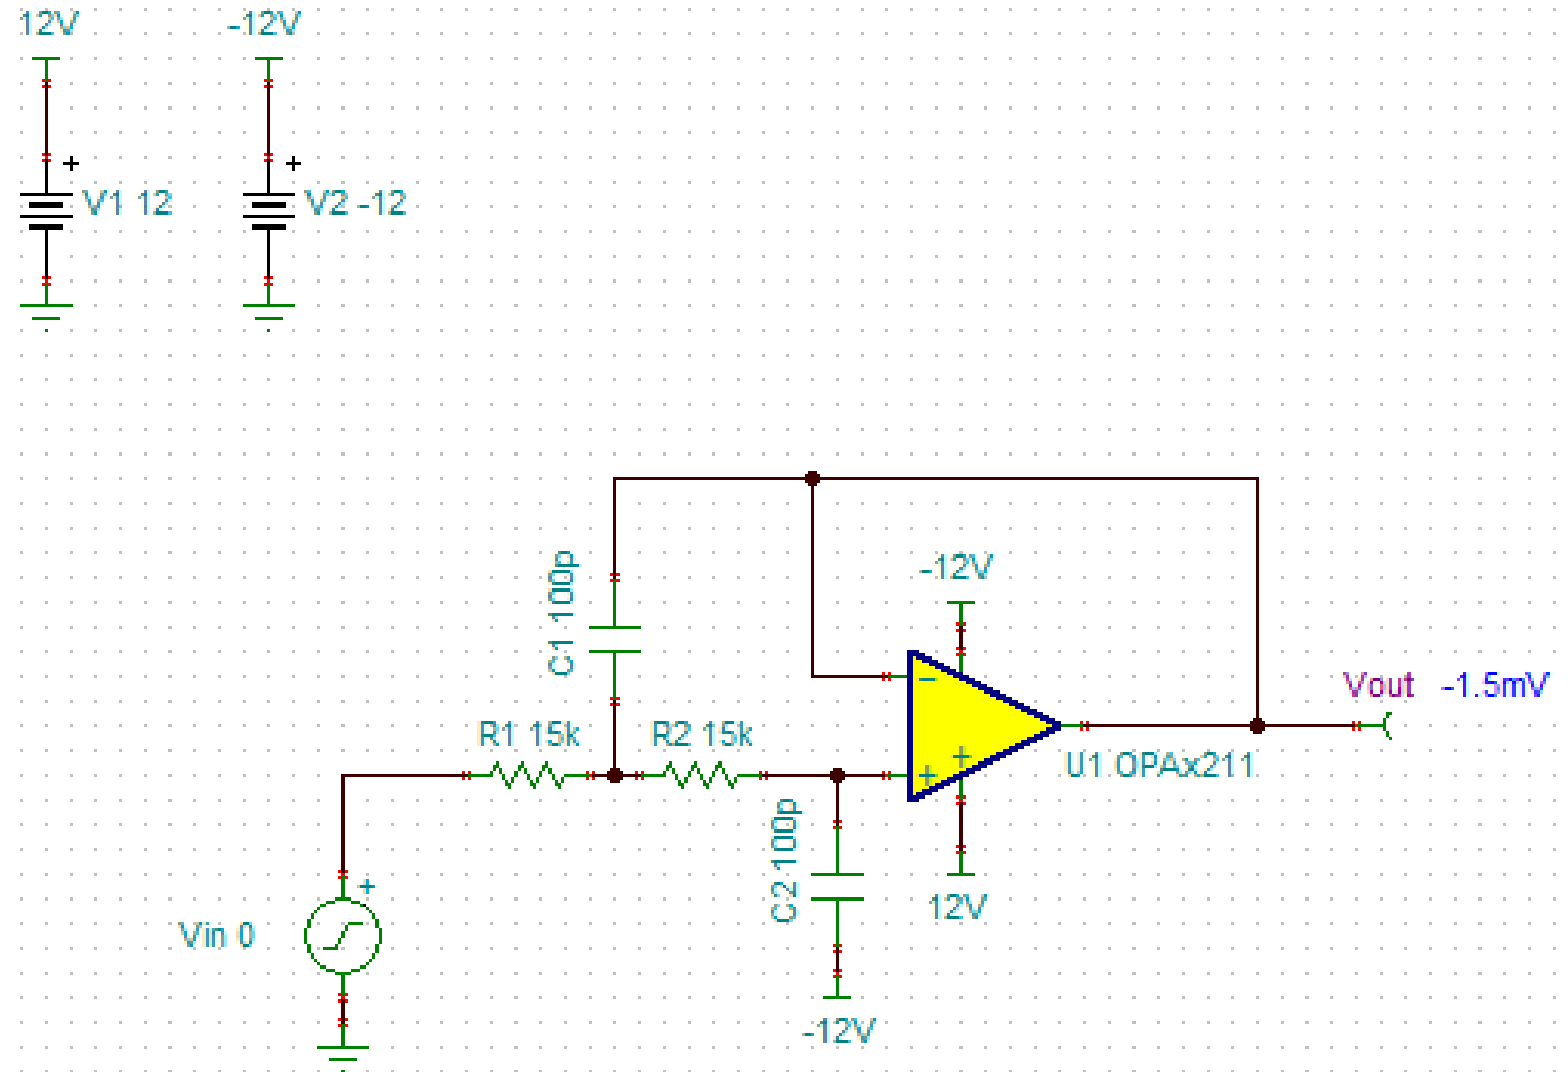 12V
-12V
+
+
V1 12
V2 -12
C1 100p
-12V
Vout -1.5mV
R1 15k
R2 15k
−
+
+
U1 OPAx211
C2 100p
+
12V
Vin 0
-12V